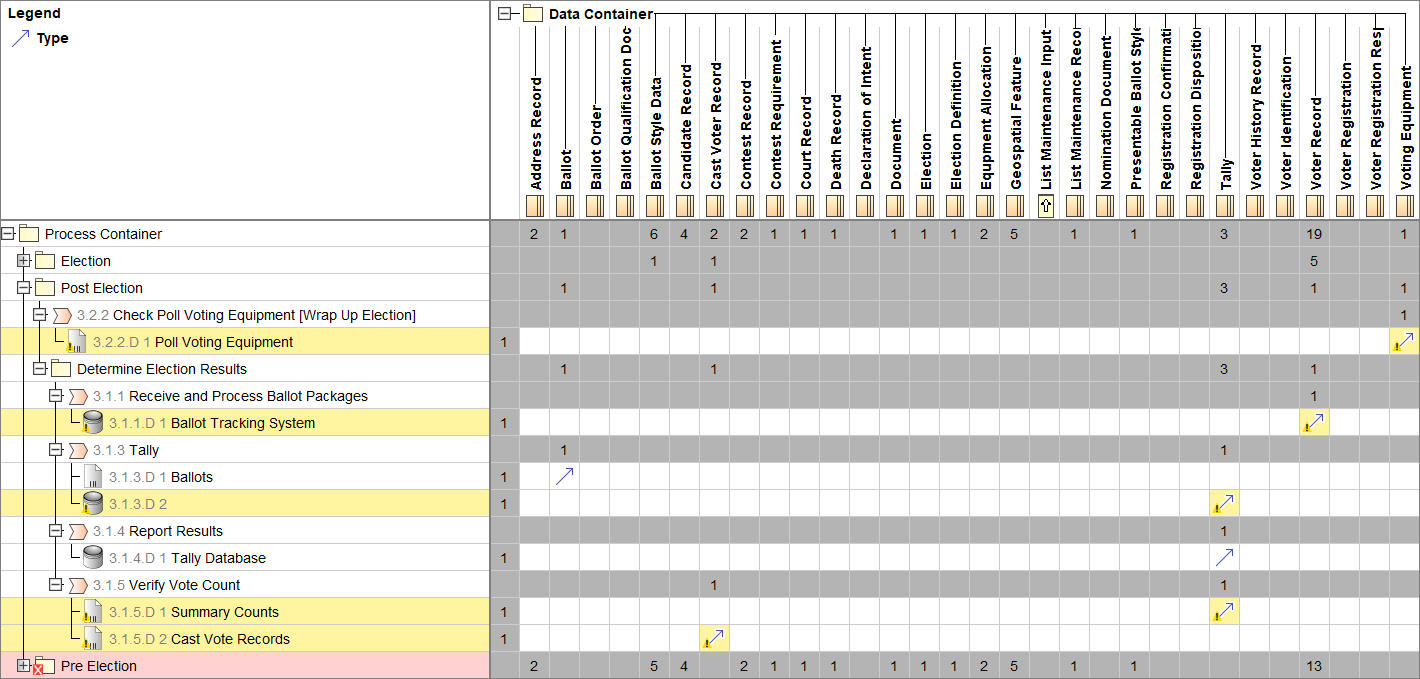 Legend
Type
Data Container
Address Record
Ballot
Ballot Order
Ballot Qualification Doc
Ballot Style Data
Candidate Record
Cast Voter Record
Contest Record
Contest Requirement
Court Record
Death Record
Declaration of Intent
Document
Election
Election Definition
Equpment Allocation
Geospatial Feature
List Maintenance Input
List Maintenance Recor
Nomination Document
Presentable Ballot Style
Registration Confirmati
Registration Disposition
Tally
Voter History Record
Voter Identification
Voter Record
Voter Registration
Voter Registration Resp
Voting Equipment
Process Container 2 1 6 4 2 2 1 1 1 1 1 1 2 5 1 1 3 19 1
Election 1 1 5
Post Election 1 1 3 1 1
3.2.2 Check Poll Voting Equipment [Wrap Up Election] 1
3.2.2.D 1 Poll Voting Equipment 1
Determine Election Results 1 1 3 1
3.1.1 Receive and Process Ballot Packages 1
3.1.1.D 1 Ballot Tracking System 1
3.1.3 Tally 1 1
3.1.3.D 1 Ballots 1
3.1.3.D 2 1
3.1.4 Report Results 1
3.1.4.D 1 Tally Database 1
3.1.5 Verify Vote Count 1 1
3.1.5.D 1 Summary Counts 1
3.1.5.D 2 Cast Vote Records 1
Pre Election 2 5 4 2 1 1 1 1 1 1 2 5 1 1 13